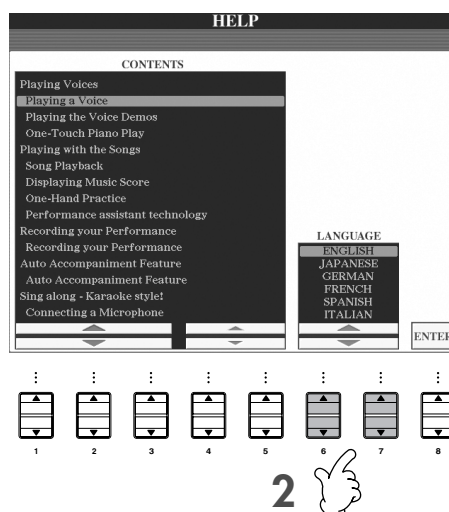 HELP
CONTENTS
Playing Voices
Playing a Voice
Playing the Voice Demos
One-Touch Piano Play
Playing with the Songs
Song Playback
Displaying Music Score
One-Hand Practice
Performance assistant technology
Recording your Performance
Recording your Performance
Auto Accompaniment Feature
Auto Accompaniment Feature
Sing along - Karaoke style!
Connecting a Microphone
LANGUAGE
ENGLISH
JAPANESE
GERMAN
FRENCH
SPANISH
ITALIAN
ENTER
1 2 3 4 5 6 7 8
2